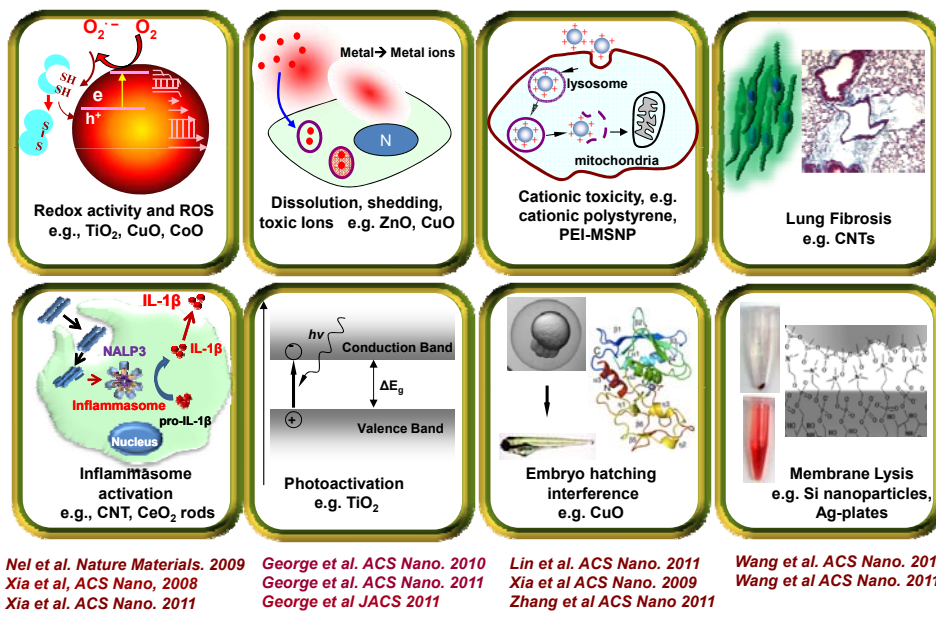 O₂˙⁻ O₂
SH
SH
S
S
e
h⁺
Redox activity and ROS
e.g., TiO₂, CuO, CoO
Metal→ Metal ions
N
Dissolution, shedding,
toxic Ions e.g. ZnO, CuO
lysosome
mitochondria
Cationic toxicity, e.g.
cationic polystyrene,
PEI-MSNP
Lung Fibrosis
e.g. CNTs
IL-1β
NALP3
IL-1β
Inflammasome
pro-IL-1β
Nucleus
Inflammasome
activation
e.g., CNT, CeO₂ rods
hv
Conduction Band
ΔEg
Valence Band
Photoactivation
e.g. TiO₂
Embryo hatching
interference
e.g. CuO
Membrane Lysis
e.g. Si nanoparticles,
Ag-plates
Nel et al. Nature Materials. 2009
Xia et al, ACS Nano, 2008
Xia et al. ACS Nano. 2011
George et al. ACS Nano. 2010
George et al. ACS Nano. 2011
George et al JACS 2011
Lin et al. ACS Nano. 2011
Xia et al ACS Nano. 2009
Zhang et al ACS Nano 2011
Wang et al. ACS Nano. 201
Wang et al ACS Nano. 2011